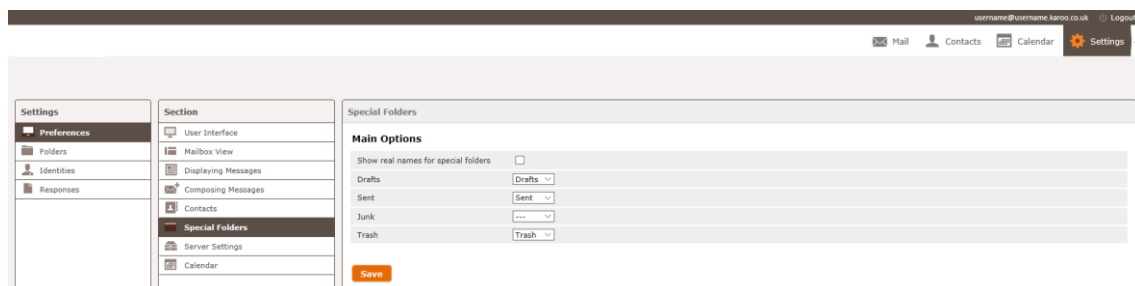 username@username.karoo.co.uk Logout
Mail Contacts Calendar Settings
Settings
Preferences
Folders
Identities
Responses
Section
User Interface
Mailbox View
Displaying Messages
Composing Messages
Contacts
Special Folders
Server Settings
Calendar
Special Folders
Main Options
Show real names for special folders
Drafts Drafts
Sent Sent
Junk ---
Trash Trash
Save